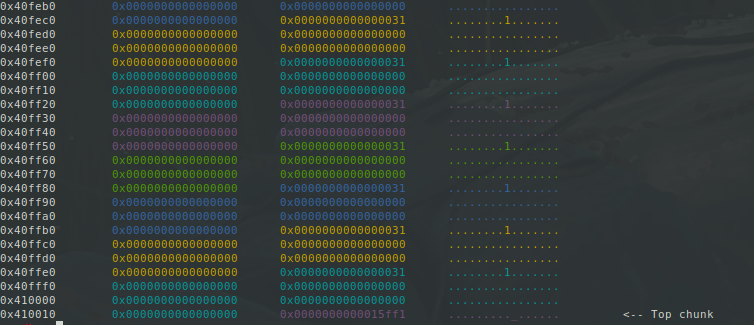 0x40feb0 0x0000000000000000 0x0000000000000000 ................
0x40fec0 0x0000000000000000 0x0000000000000031 ........1.......
0x40fed0 0x0000000000000000 0x0000000000000000 ................
0x40fee0 0x0000000000000000 0x0000000000000000 ................
0x40fef0 0x0000000000000000 0x0000000000000031 ........1.......
0x40ff00 0x0000000000000000 0x0000000000000000 ................
0x40ff10 0x0000000000000000 0x0000000000000000 ................
0x40ff20 0x0000000000000000 0x0000000000000031 ........1.......
0x40ff30 0x0000000000000000 0x0000000000000000 ................
0x40ff40 0x0000000000000000 0x0000000000000000 ................
0x40ff50 0x0000000000000000 0x0000000000000031 ........1.......
0x40ff60 0x0000000000000000 0x0000000000000000 ................
0x40ff70 0x0000000000000000 0x0000000000000000 ................
0x40ff80 0x0000000000000000 0x0000000000000031 ........1.......
0x40ff90 0x0000000000000000 0x0000000000000000 ................
0x40ffa0 0x0000000000000000 0x0000000000000000 ................
0x40ffb0 0x0000000000000000 0x0000000000000031 ........1.......
0x40ffc0 0x0000000000000000 0x0000000000000000 ................
0x40ffd0 0x0000000000000000 0x0000000000000000 ................
0x40ffe0 0x0000000000000000 0x0000000000000031 ........1.......
0x40fff0 0x0000000000000000 0x0000000000000000 ................
0x410000 0x0000000000000000 0x0000000000000000 ................
0x410010 0x0000000000000000 0x0000000000015ff1 ........._...... <-- Top chunk